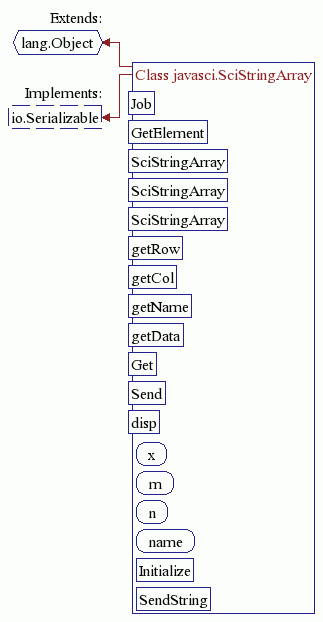 Extends:
lang.Object
Class javasci.SciStringArray
Implements:
Job
io.Serializable
GetElement
SciStringArray
SciStringArray
SciStringArray
getRow
getCol
getName
getData
Get
Send
disp
x
m
n
name
Initialize
SendString